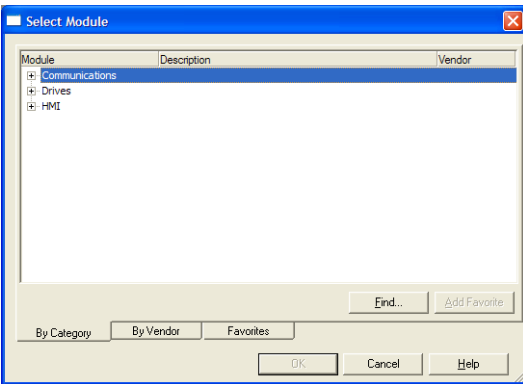 Select Module
Module Description Vendor
Communications
Drives
HMI
Find... Add Favorite
By Category By Vendor Favorites
OK Cancel Help